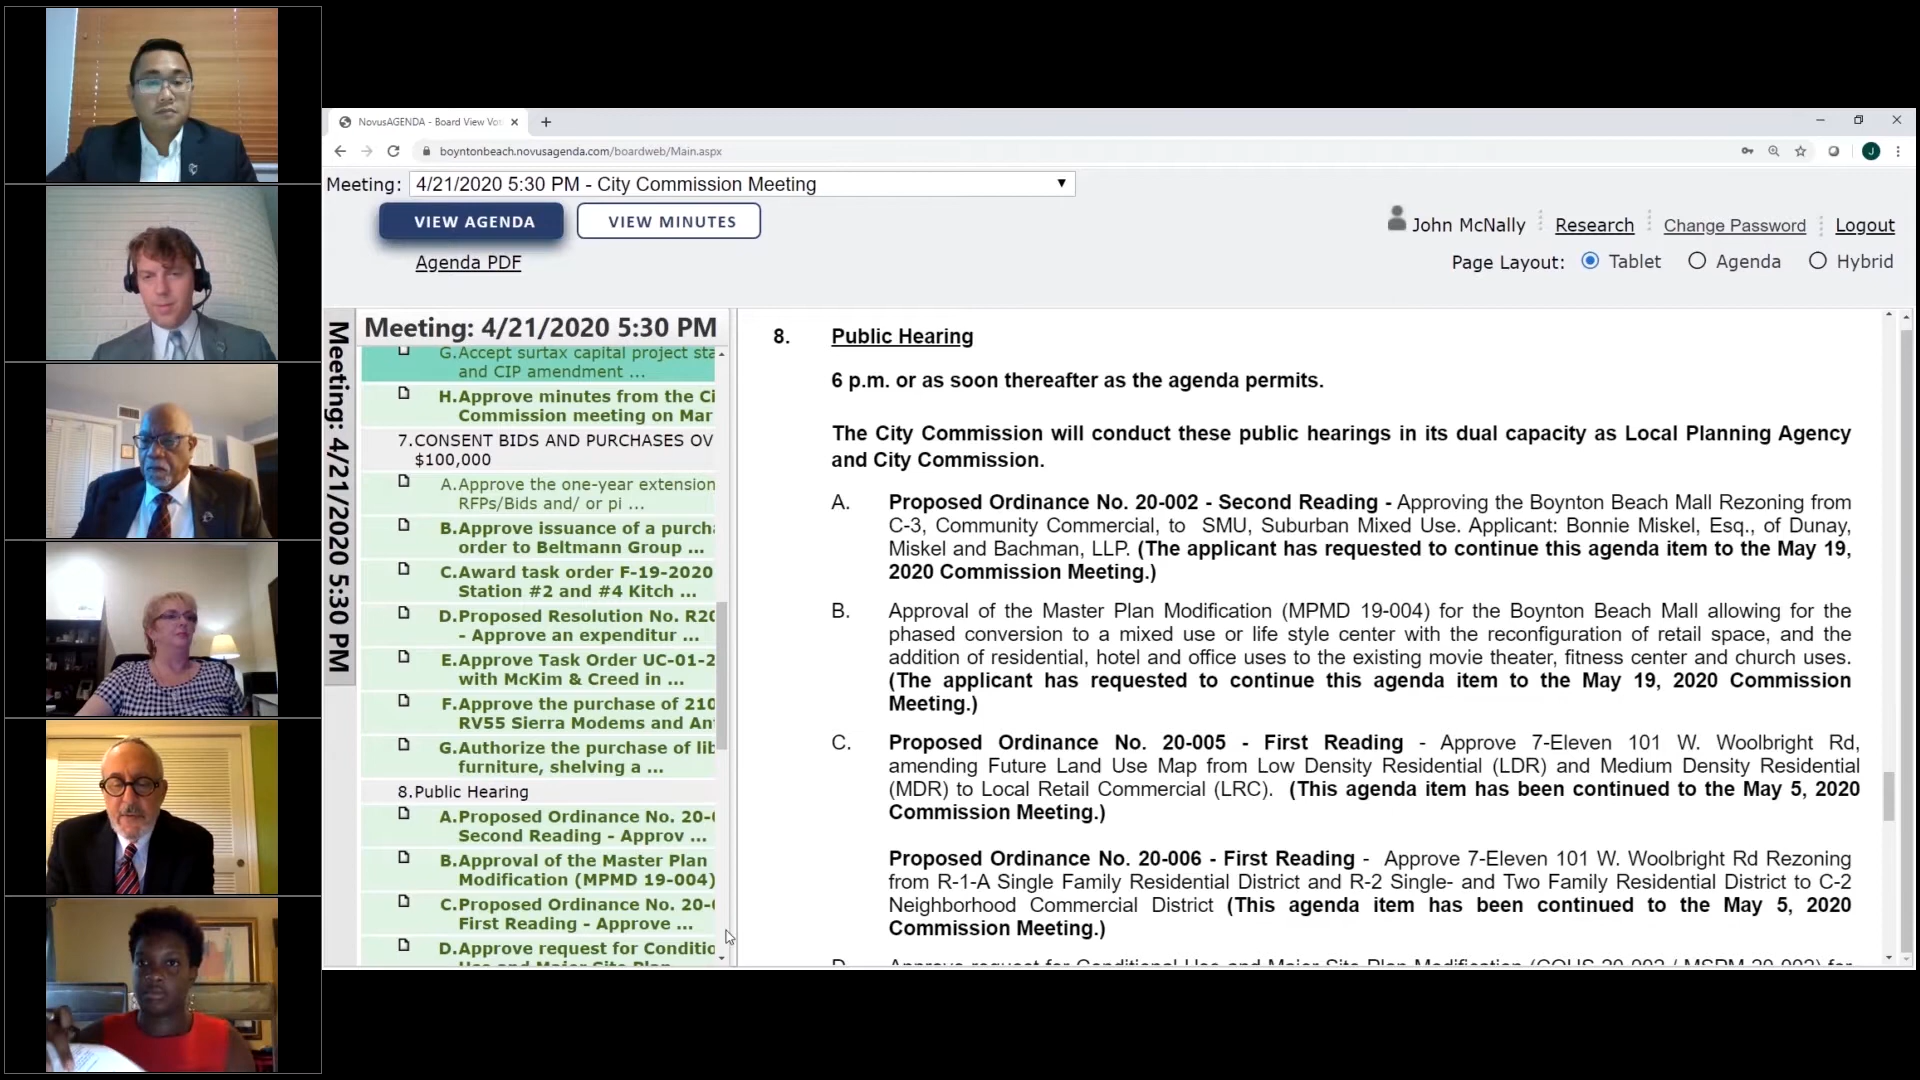 NovusAGENDA - Board View Vo
boyntonbeach.novusagenda.com/boardweb/Main.aspx
J
Meeting: 4/21/2020 5:30 PM - City Commission Meeting
VIEW AGENDA VIEW MINUTES
Agenda PDF
John McNally Research Change Password Logout
Page Layout: Tablet Agenda Hybrid
Meeting: 4/21/2020 5:30 PM
Meeting: 4/21/2020 5:30 PM
G.Accept surtax capital project sta
and CIP amendment ...
H.Approve minutes from the Ci
Commission meeting on Mar
7.CONSENT BIDS AND PURCHASES OV
$100,000
A.Approve the one-year extension
RFPs/Bids and/ or pi ...
B.Approve issuance of a purch
order to Beltmann Group ...
C.Award task order F-19-2020
Station #2 and #4 Kitch ...
D.Proposed Resolution No. R20
- Approve an expenditur ...
E.Approve Task Order UC-01-2
with McKim & Creed in ...
F.Approve the purchase of 210
RV55 Sierra Modems and An
G.Authorize the purchase of lib
furniture, shelving a ...
8.Public Hearing
A.Proposed Ordinance No. 20-
Second Reading - Approv ...
B.Approval of the Master Plan
Modification (MPMD 19-004)
C.Proposed Ordinance No. 20-
First Reading - Approve ...
D.Approve request for Conditio
8. Public Hearing
6 p.m. or as soon thereafter as the agenda permits.
The City Commission will conduct these public hearings in its dual capacity as Local Planning Agency
and City Commission.
A. Proposed Ordinance No. 20-002 - Second Reading - Approving the Boynton Beach Mall Rezoning from
C-3, Community Commercial, to SMU, Suburban Mixed Use. Applicant: Bonnie Miskel, Esq., of Dunay,
Miskel and Bachman, LLP. (The applicant has requested to continue this agenda item to the May 19,
2020 Commission Meeting.)
B. Approval of the Master Plan Modification (MPMD 19-004) for the Boynton Beach Mall allowing for the
phased conversion to a mixed use or life style center with the reconfiguration of retail space, and the
addition of residential, hotel and office uses to the existing movie theater, fitness center and church uses.
(The applicant has requested to continue this agenda item to the May 19, 2020 Commission
Meeting.)
C. Proposed Ordinance No. 20-005 - First Reading - Approve 7-Eleven 101 W. Woolbright Rd,
amending Future Land Use Map from Low Density Residential (LDR) and Medium Density Residential
(MDR) to Local Retail Commercial (LRC). (This agenda item has been continued to the May 5, 2020
Commission Meeting.)
Proposed Ordinance No. 20-006 - First Reading - Approve 7-Eleven 101 W. Woolbright Rd Rezoning
from R-1-A Single Family Residential District and R-2 Single- and Two Family Residential District to C-2
Neighborhood Commercial District (This agenda item has been continued to the May 5, 2020
Commission Meeting.)